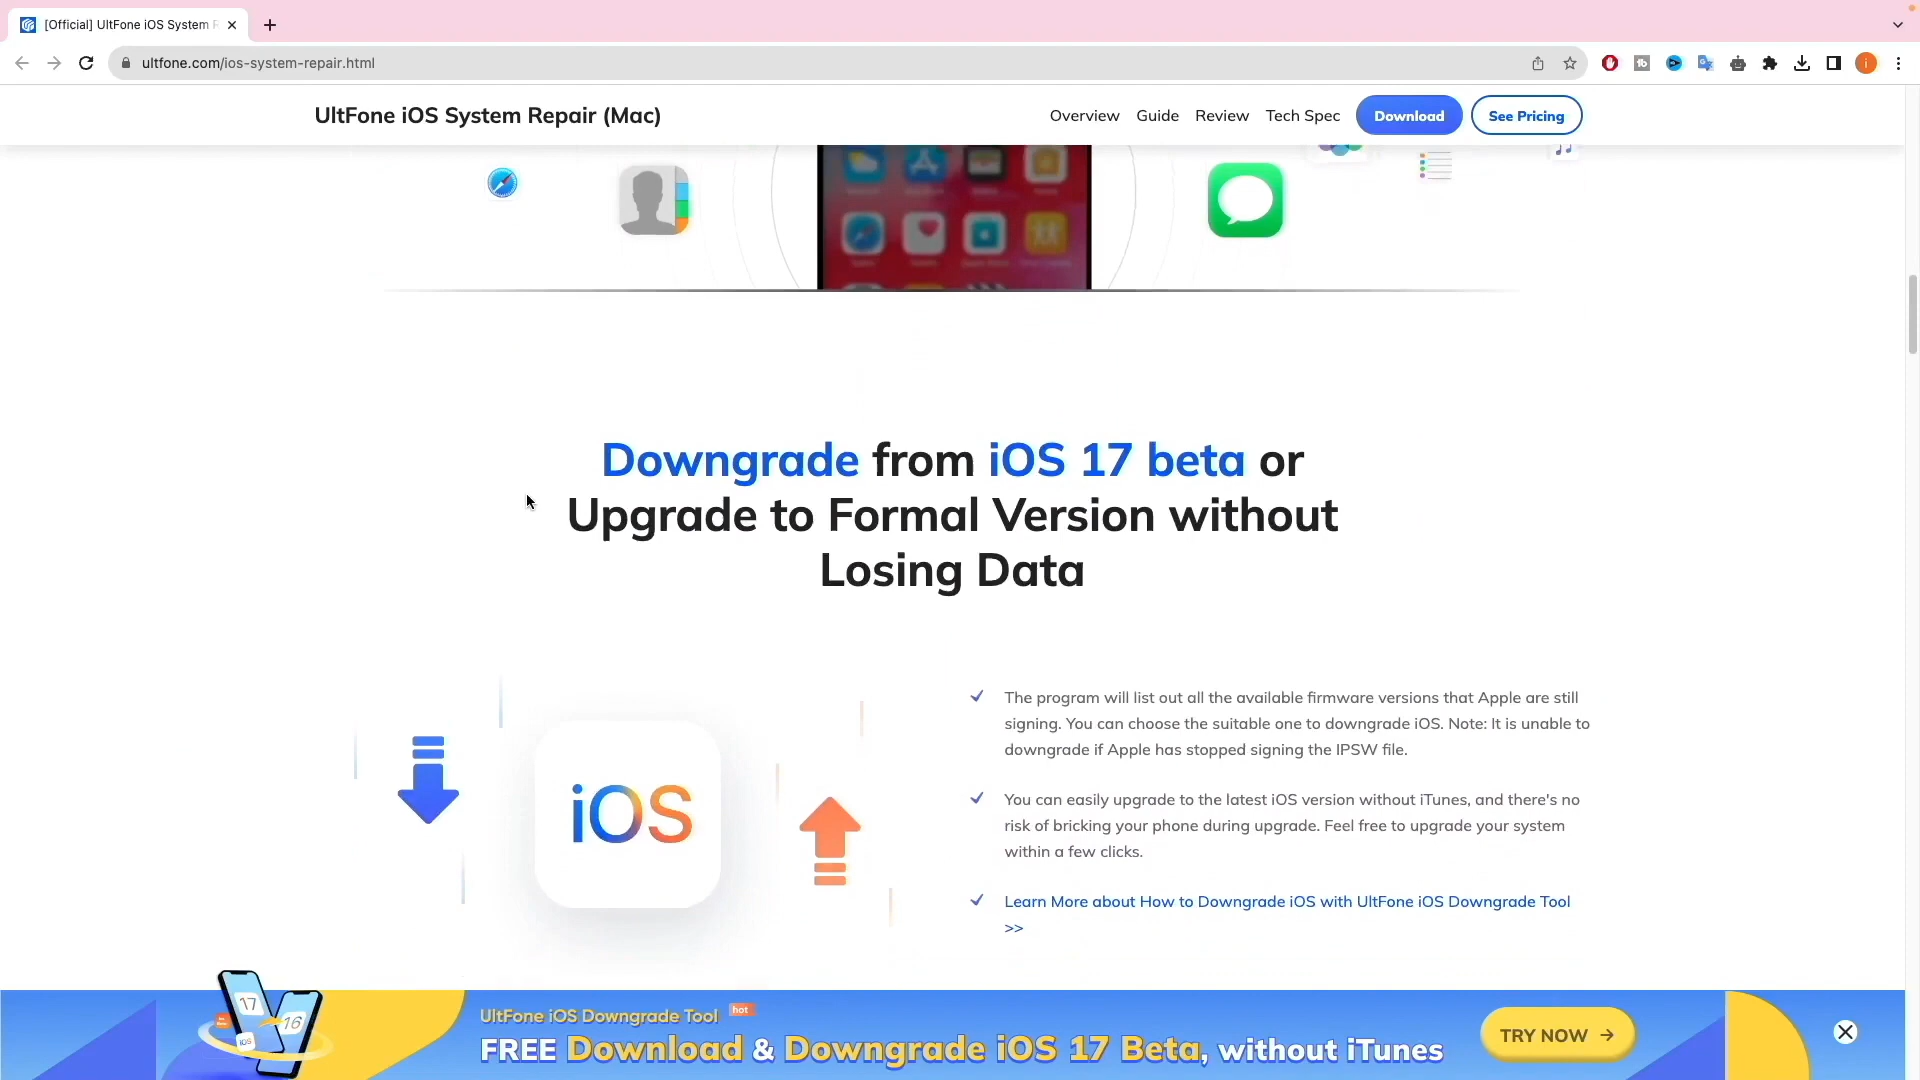 [Official] UltFone iOS System R
ultfone.com/ios-system-repair.html
UltFone iOS System Repair (Mac)
Overview
Guide
Review
Tech Spec
Download
See Pricing
Downgrade from iOS 17 beta or
Upgrade to Formal Version without
Losing Data
iOS
The program will list out all the available firmware versions that Apple are still
signing. You can choose the suitable one to downgrade iOS. Note: It is unable to
downgrade if Apple has stopped signing the IPSW file.
You can easily upgrade to the latest iOS version without iTunes, and there's no
risk of bricking your phone during upgrade. Feel free to upgrade your system
within a few clicks.
Learn More about How to Downgrade iOS with UltFone iOS Downgrade Tool
>>
17
16
iOS
UltFone iOS Downgrade Tool
hot
FREE Download & Downgrade iOS 17 Beta, without iTunes
TRY NOW